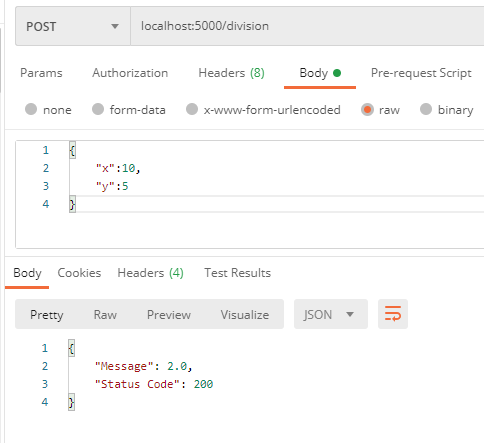 POST localhost:5000/division
Params Authorization Headers (8) Body Pre-request Script
none form-data x-www-form-urlencoded raw binary
1 {
2 "x":10,
3 "y":5
4 }
Body Cookies Headers (4) Test Results
Pretty Raw Preview Visualize JSON
1 {
2 "Message": 2.0,
3 "Status Code": 200
4 }